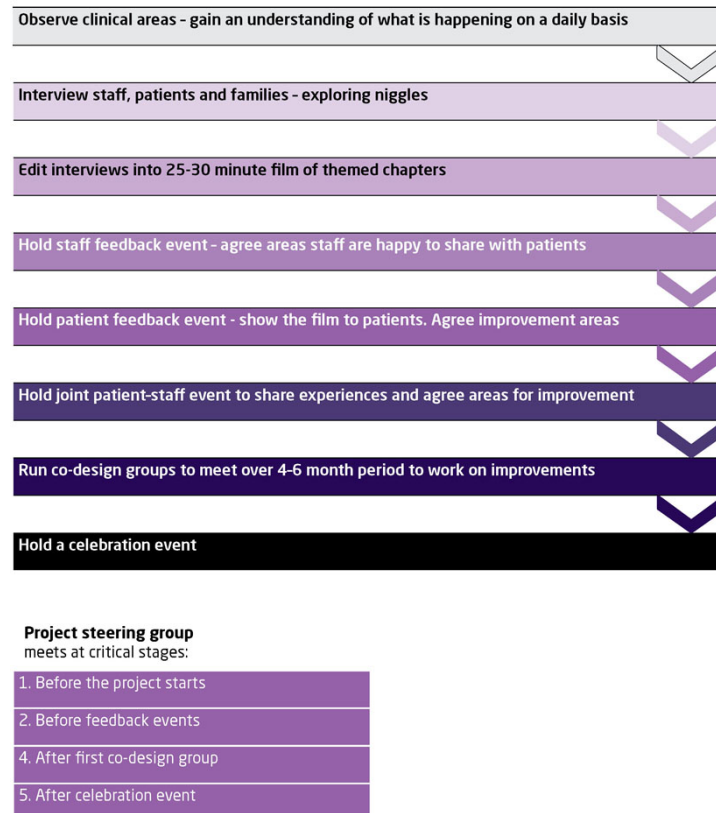 Observe clinical areas – gain an understanding of what is happening on a daily basis
Interview staff, patients and families – exploring niggles
Edit interviews into 25-30 minute film of themed chapters
Hold staff feedback event – agree areas staff are happy to share with patients
Hold patient feedback event - show the film to patients. Agree improvement areas
Hold joint patient–staff event to share experiences and agree areas for improvement
Run co-design groups to meet over 4–6 month period to work on improvements
Hold a celebration event
Project steering group
meets at critical stages:
1. Before the project starts
2. Before feedback events
4. After first co-design group
5. After celebration event